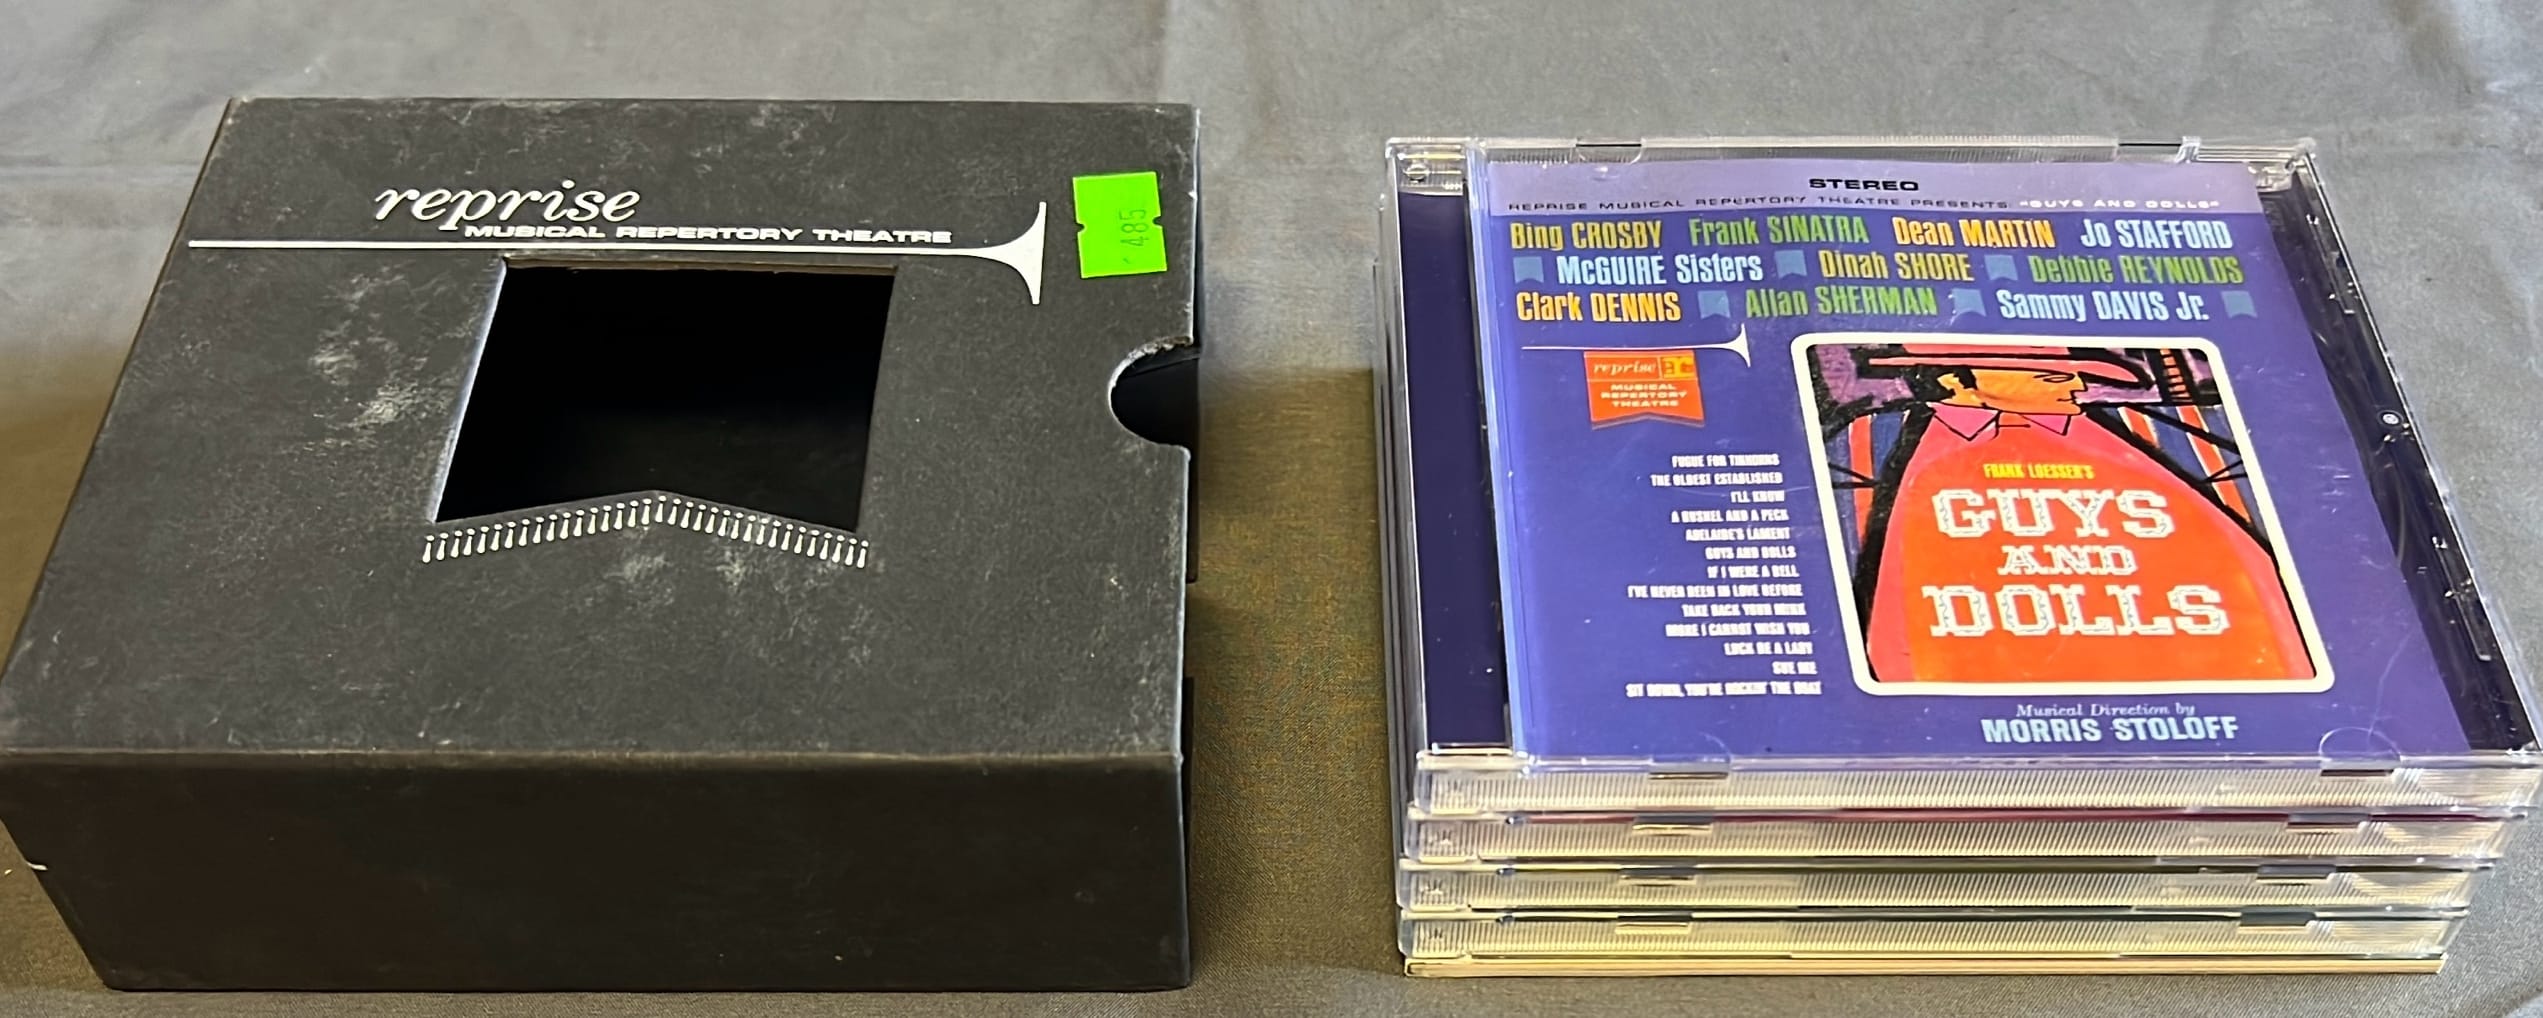 reprise
MUSICAL REPERTORY THEATRE
485
STEREO
REPRISE MUSICAL REPERTORY THEATRE PRESENTS: "GUYS AND DOLLS"
Bing CROSBY Frank SINATRA Dean MARTIN Jo STAFFORD
McGUIRE Sisters Dinah SHORE Debbie REYNOLDS
Clark DENNIS Allan SHERMAN Sammy DAVIS Jr.
reprise
MUSICAL
REPERTORY
THEATRE
FUGUE FOR TINHORNS
THE OLDEST ESTABLISHED
I'LL KNOW
A BUSHEL AND A PECK
ADELAIDE'S LAMENT
GUYS AND DOLLS
IF I WERE A BELL
I'VE NEVER BEEN IN LOVE BEFORE
TAKE BACK YOUR MINK
MORE I CANNOT WISH YOU
LUCK BE A LADY
SUE ME
SIT DOWN, YOU'RE ROCKIN' THE BOAT
FRANK LOESSER'S
GUYS
AND
DOLLS
Musical Direction by
MORRIS STOLOFF